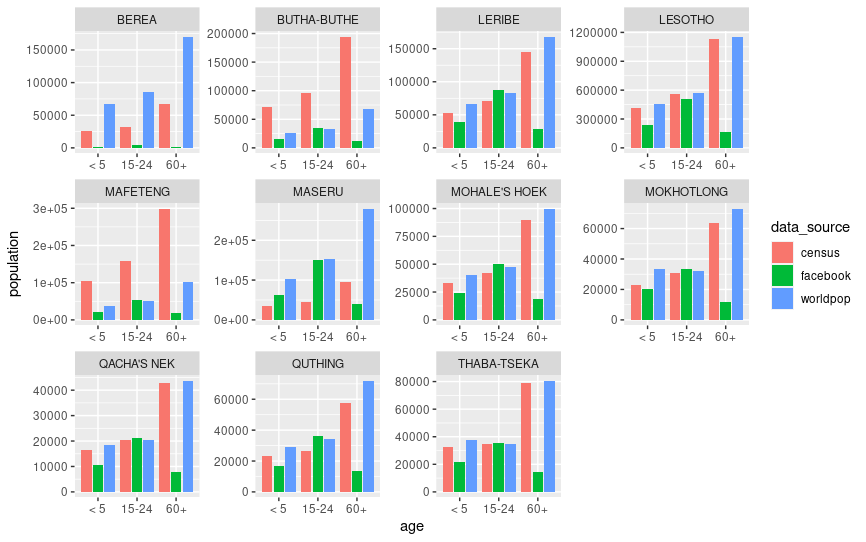 BEREA
BUTHA-BUTHE
LERIBE
LESOTHO
150000
100000
50000
0
200000
150000
100000
50000
0
150000
100000
50000
0
1200000
900000
600000
300000
0
< 5 15-24 60+
< 5 15-24 60+
< 5 15-24 60+
< 5 15-24 60+
MAFETENG
MASERU
MOHALE'S HOEK
MOKHOTLONG
3e+05
2e+05
1e+05
0e+00
2e+05
1e+05
0e+00
100000
75000
50000
25000
0
60000
40000
20000
0
< 5 15-24 60+
< 5 15-24 60+
< 5 15-24 60+
< 5 15-24 60+
QACHA'S NEK
QUTHING
THABA-TSEKA
40000
30000
20000
10000
0
60000
40000
20000
0
80000
60000
40000
20000
0
< 5 15-24 60+
< 5 15-24 60+
< 5 15-24 60+
population
age
data_source
census
facebook
worldpop